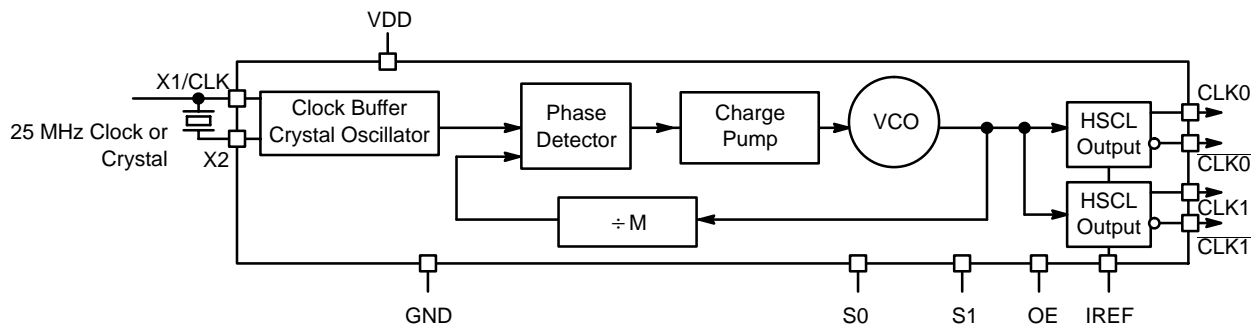 VDD
X1/CLK
25 MHz Clock or
Crystal
X2
Clock Buffer
Crystal Oscillator
Phase
Detector
Charge
Pump
VCO
÷ M
HSCL
Output
HSCL
Output
CLK0
CLK0
CLK1
CLK1
GND
S0
S1
OE
IREF